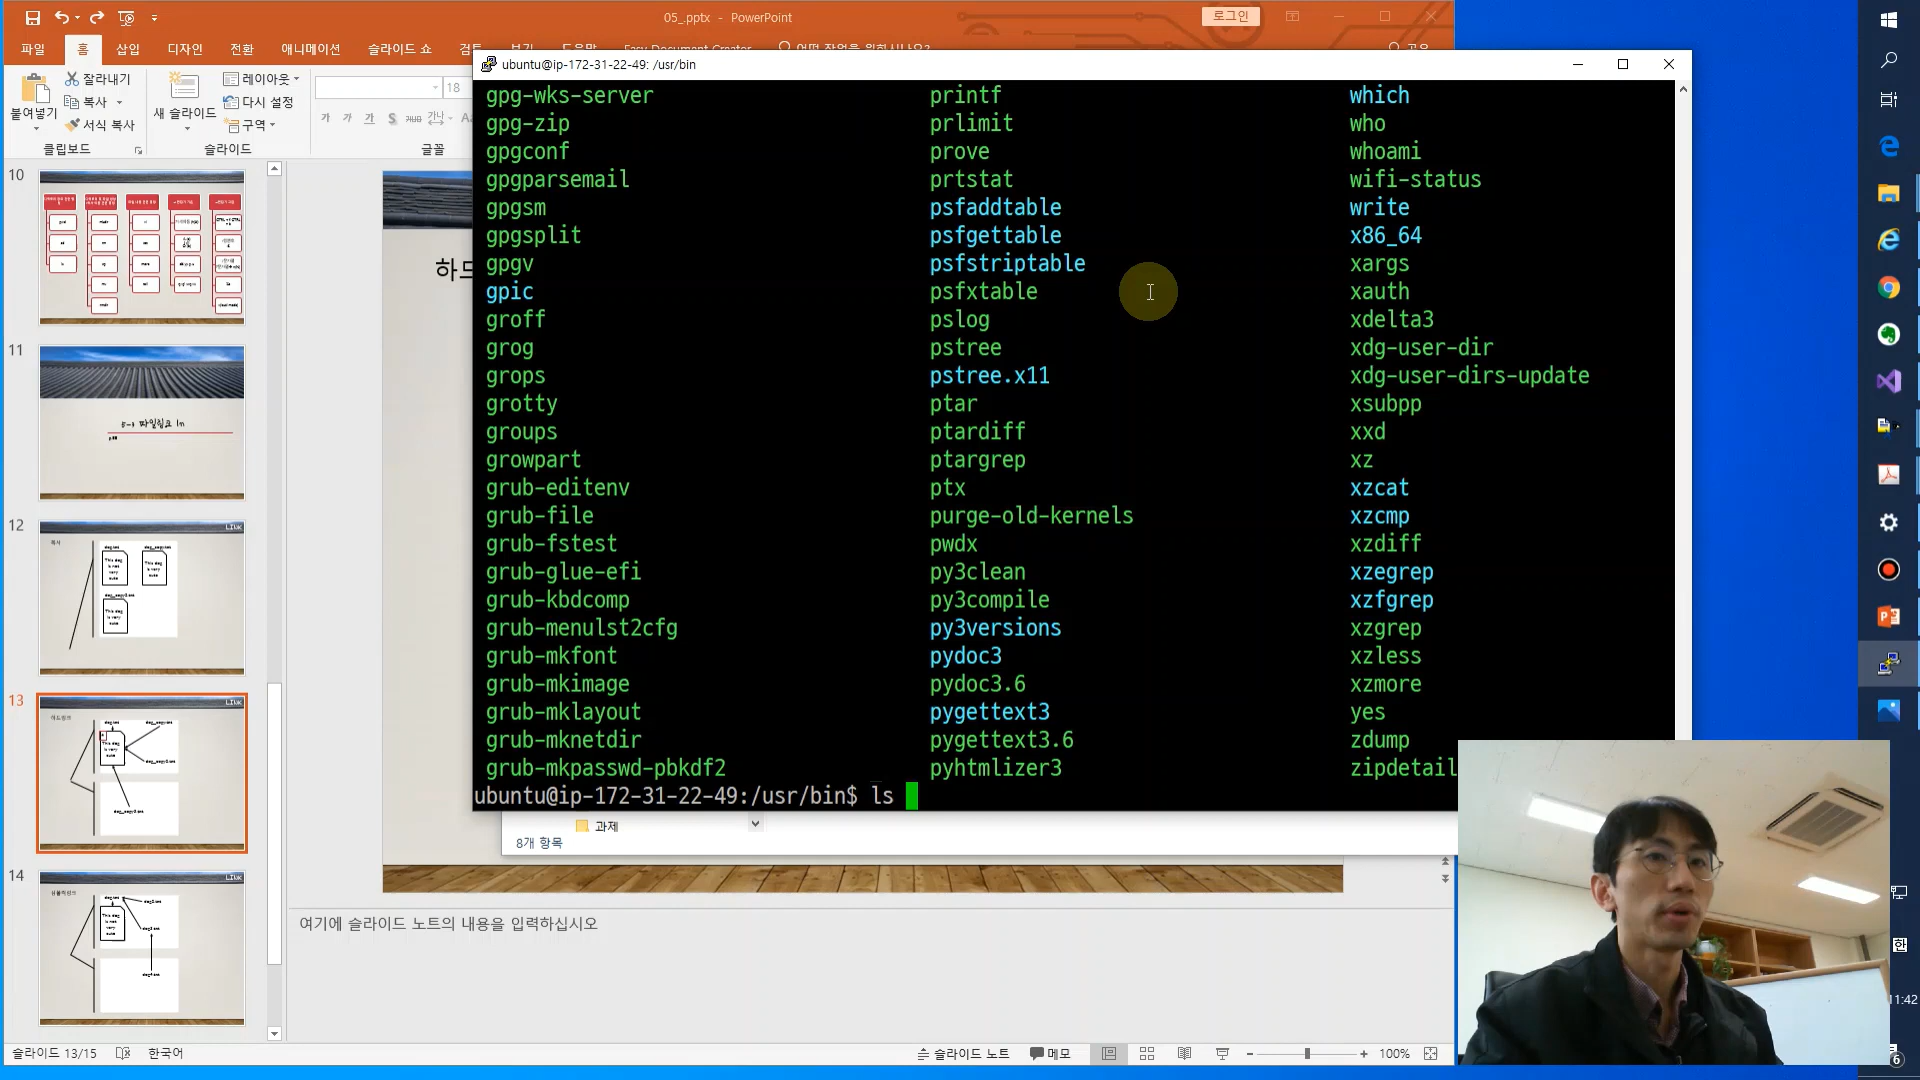 05_.pptx - PowerPoint
로그인
파일 홈 삽입 디자인 전환 애니메이션 슬라이드 쇼
ubuntu@ip-172-31-22-49: /usr/bin
잘라내기
복사
서식 복사
붙여넣기
클립보드
새 슬라이드
레이아웃
다시 설정
구역
슬라이드
18
글꼴
gpg-wks-server printf which
gpg-zip prlimit who
gpgconf prove whoami
gpgparsemail prtstat wifi-status
gpgsm psfaddtable write
gpgsplit psfgettable x86_64
gpgv psfstriptable xargs
gpic psfxtable xauth
groff pslog xdelta3
grog pstree xdg-user-dir
grops pstree.x11 xdg-user-dirs-update
grotty ptar xsubpp
groups ptardiff xxd
growpart ptargrep xz
grub-editenv ptx xzcat
grub-file purge-old-kernels xzcmp
grub-fstest pwdx xzdiff
grub-glue-efi py3clean xzegrep
grub-kbdcomp py3compile xzfgrep
grub-menulst2cfg py3versions xzgrep
grub-mkfont pydoc3 xzless
grub-mkimage pydoc3.6 xzmore
grub-mklayout pygettext3 yes
grub-mknetdir pygettext3.6 zdump
grub-mkpasswd-pbkdf2 pyhtmlizer3 zipdetail
ubuntu@ip-172-31-22-49:/usr/bin$ ls
과제
8개 항목
10
11
12
13
14
여기에 슬라이드 노트의 내용을 입력하십시오
슬라이드 13/15 한국어
슬라이드 노트 메모 100%
한
11:42
6